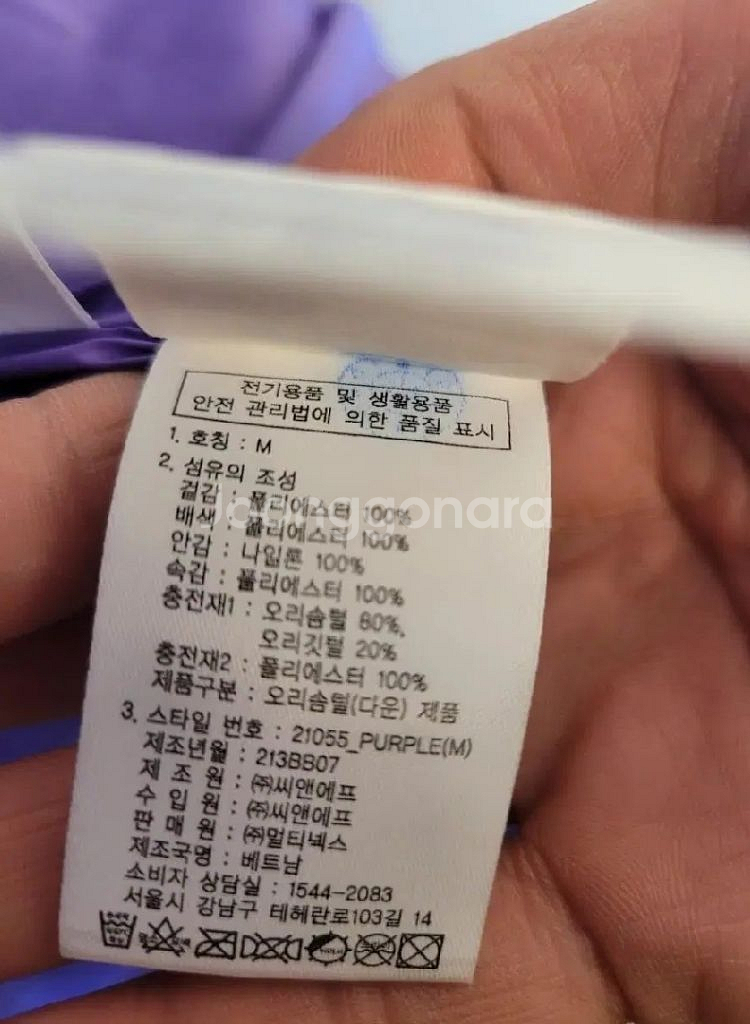 전기용품 및 생활용품
안전 관리법에 의한 품질 표시
1. 호칭 : M
2. 섬유의 조성
겉감 : 폴리에스터 100%
배색 : 폴리에스터 100%
안감 : 나일론 100%
속감 : 폴리에스터 100%
충전재1 : 오리솜털 80%,
오리깃털 20%
충전재2 : 폴리에스터 100%
제품구분 : 오리솜털(다운) 제품
3. 스타일 번호 : 21055_PURPLE(M)
제조년월 : 213BB07
제 조 원 : ㈜씨앤에프
수 입 원 : ㈜씨앤에프
판 매 원 : ㈜멀티넥스
제조국명 : 베트남
소비자 상담실 : 1544-2083
서울시 강남구 테헤란로103길 14
Joonggonara